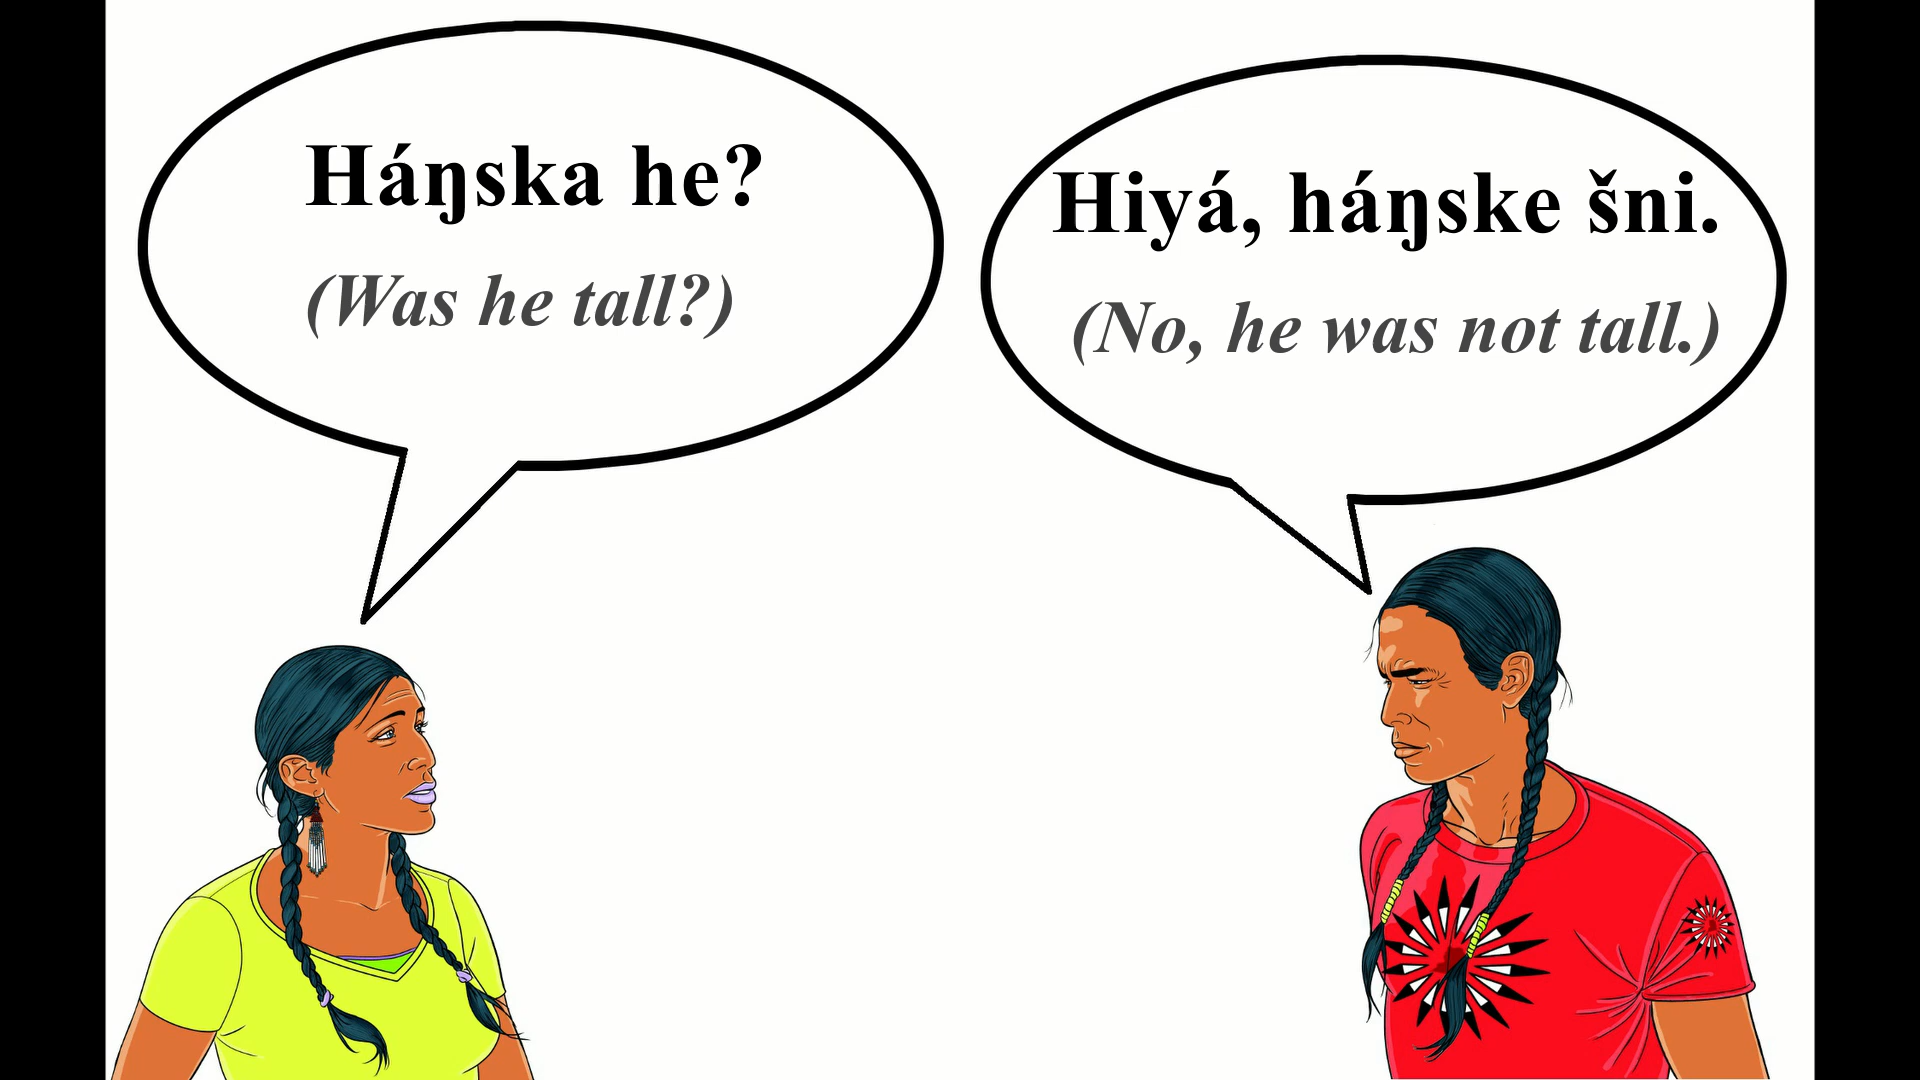 Háŋska he?
(Was he tall?)
Hiyá, háŋske šni.
(No, he was not tall.)